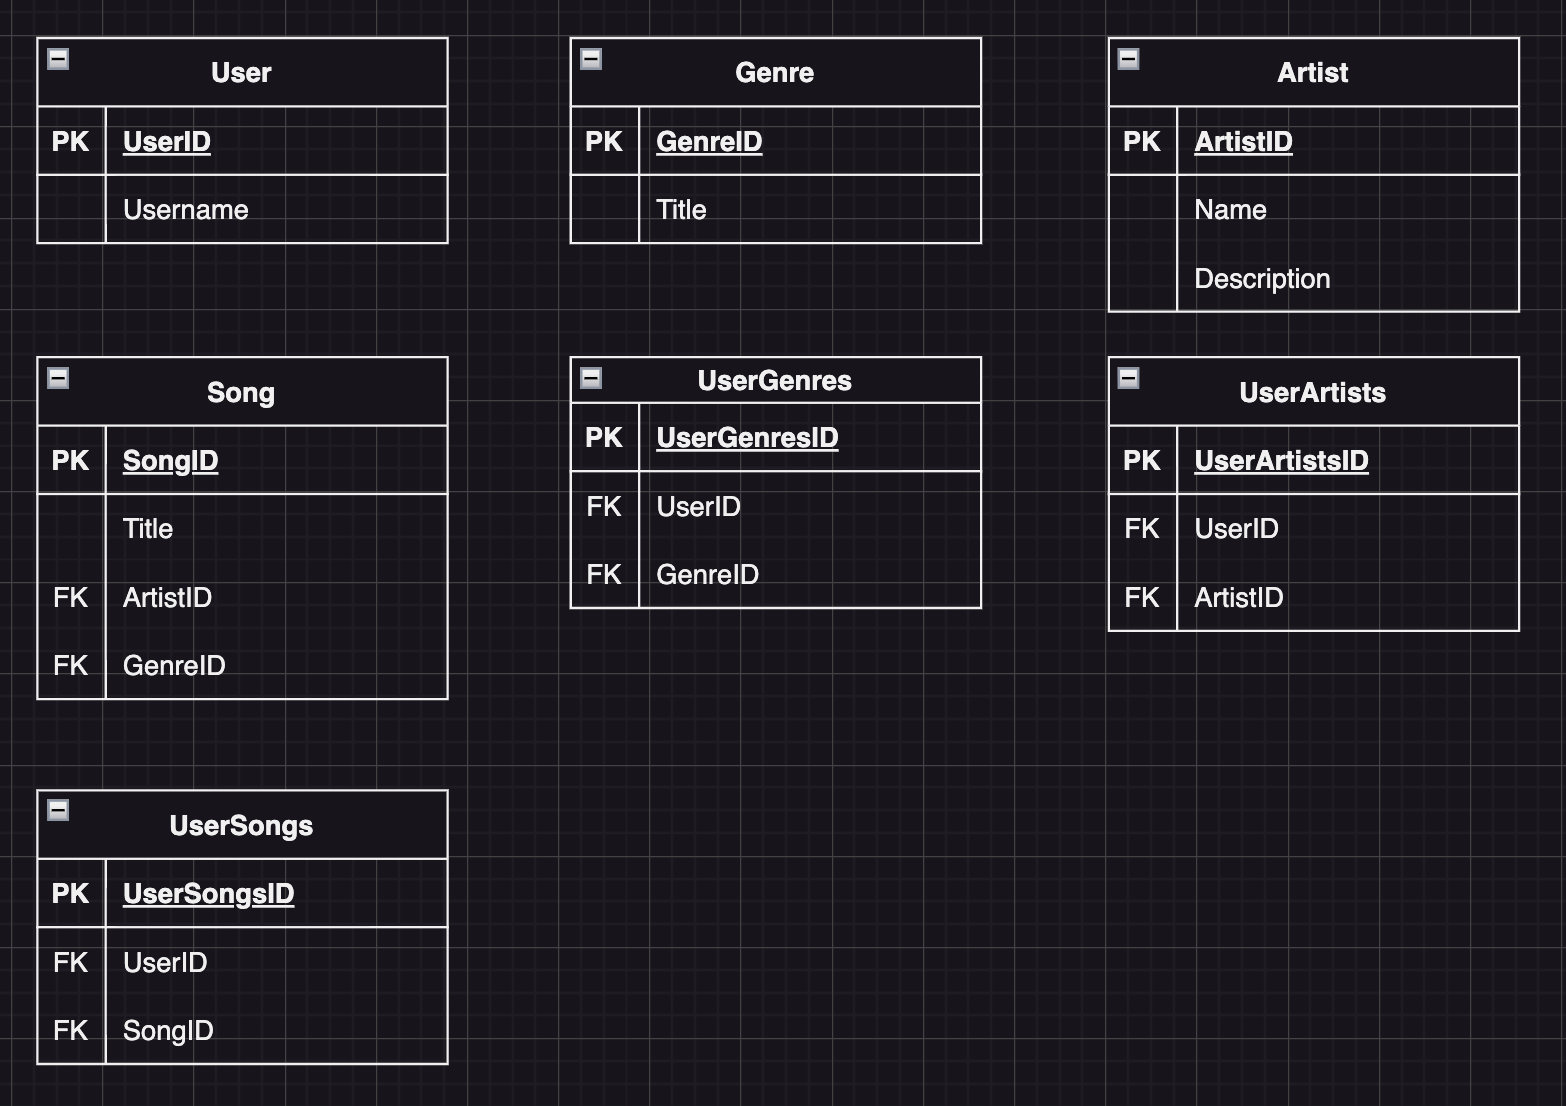 User
PK UserID
Username
Genre
PK GenreID
Title
Artist
PK ArtistID
Name
Description
Song
PK SongID
Title
FK ArtistID
FK GenreID
UserGenres
PK UserGenresID
FK UserID
FK GenreID
UserArtists
PK UserArtistsID
FK UserID
FK ArtistID
UserSongs
PK UserSongsID
FK UserID
FK SongID